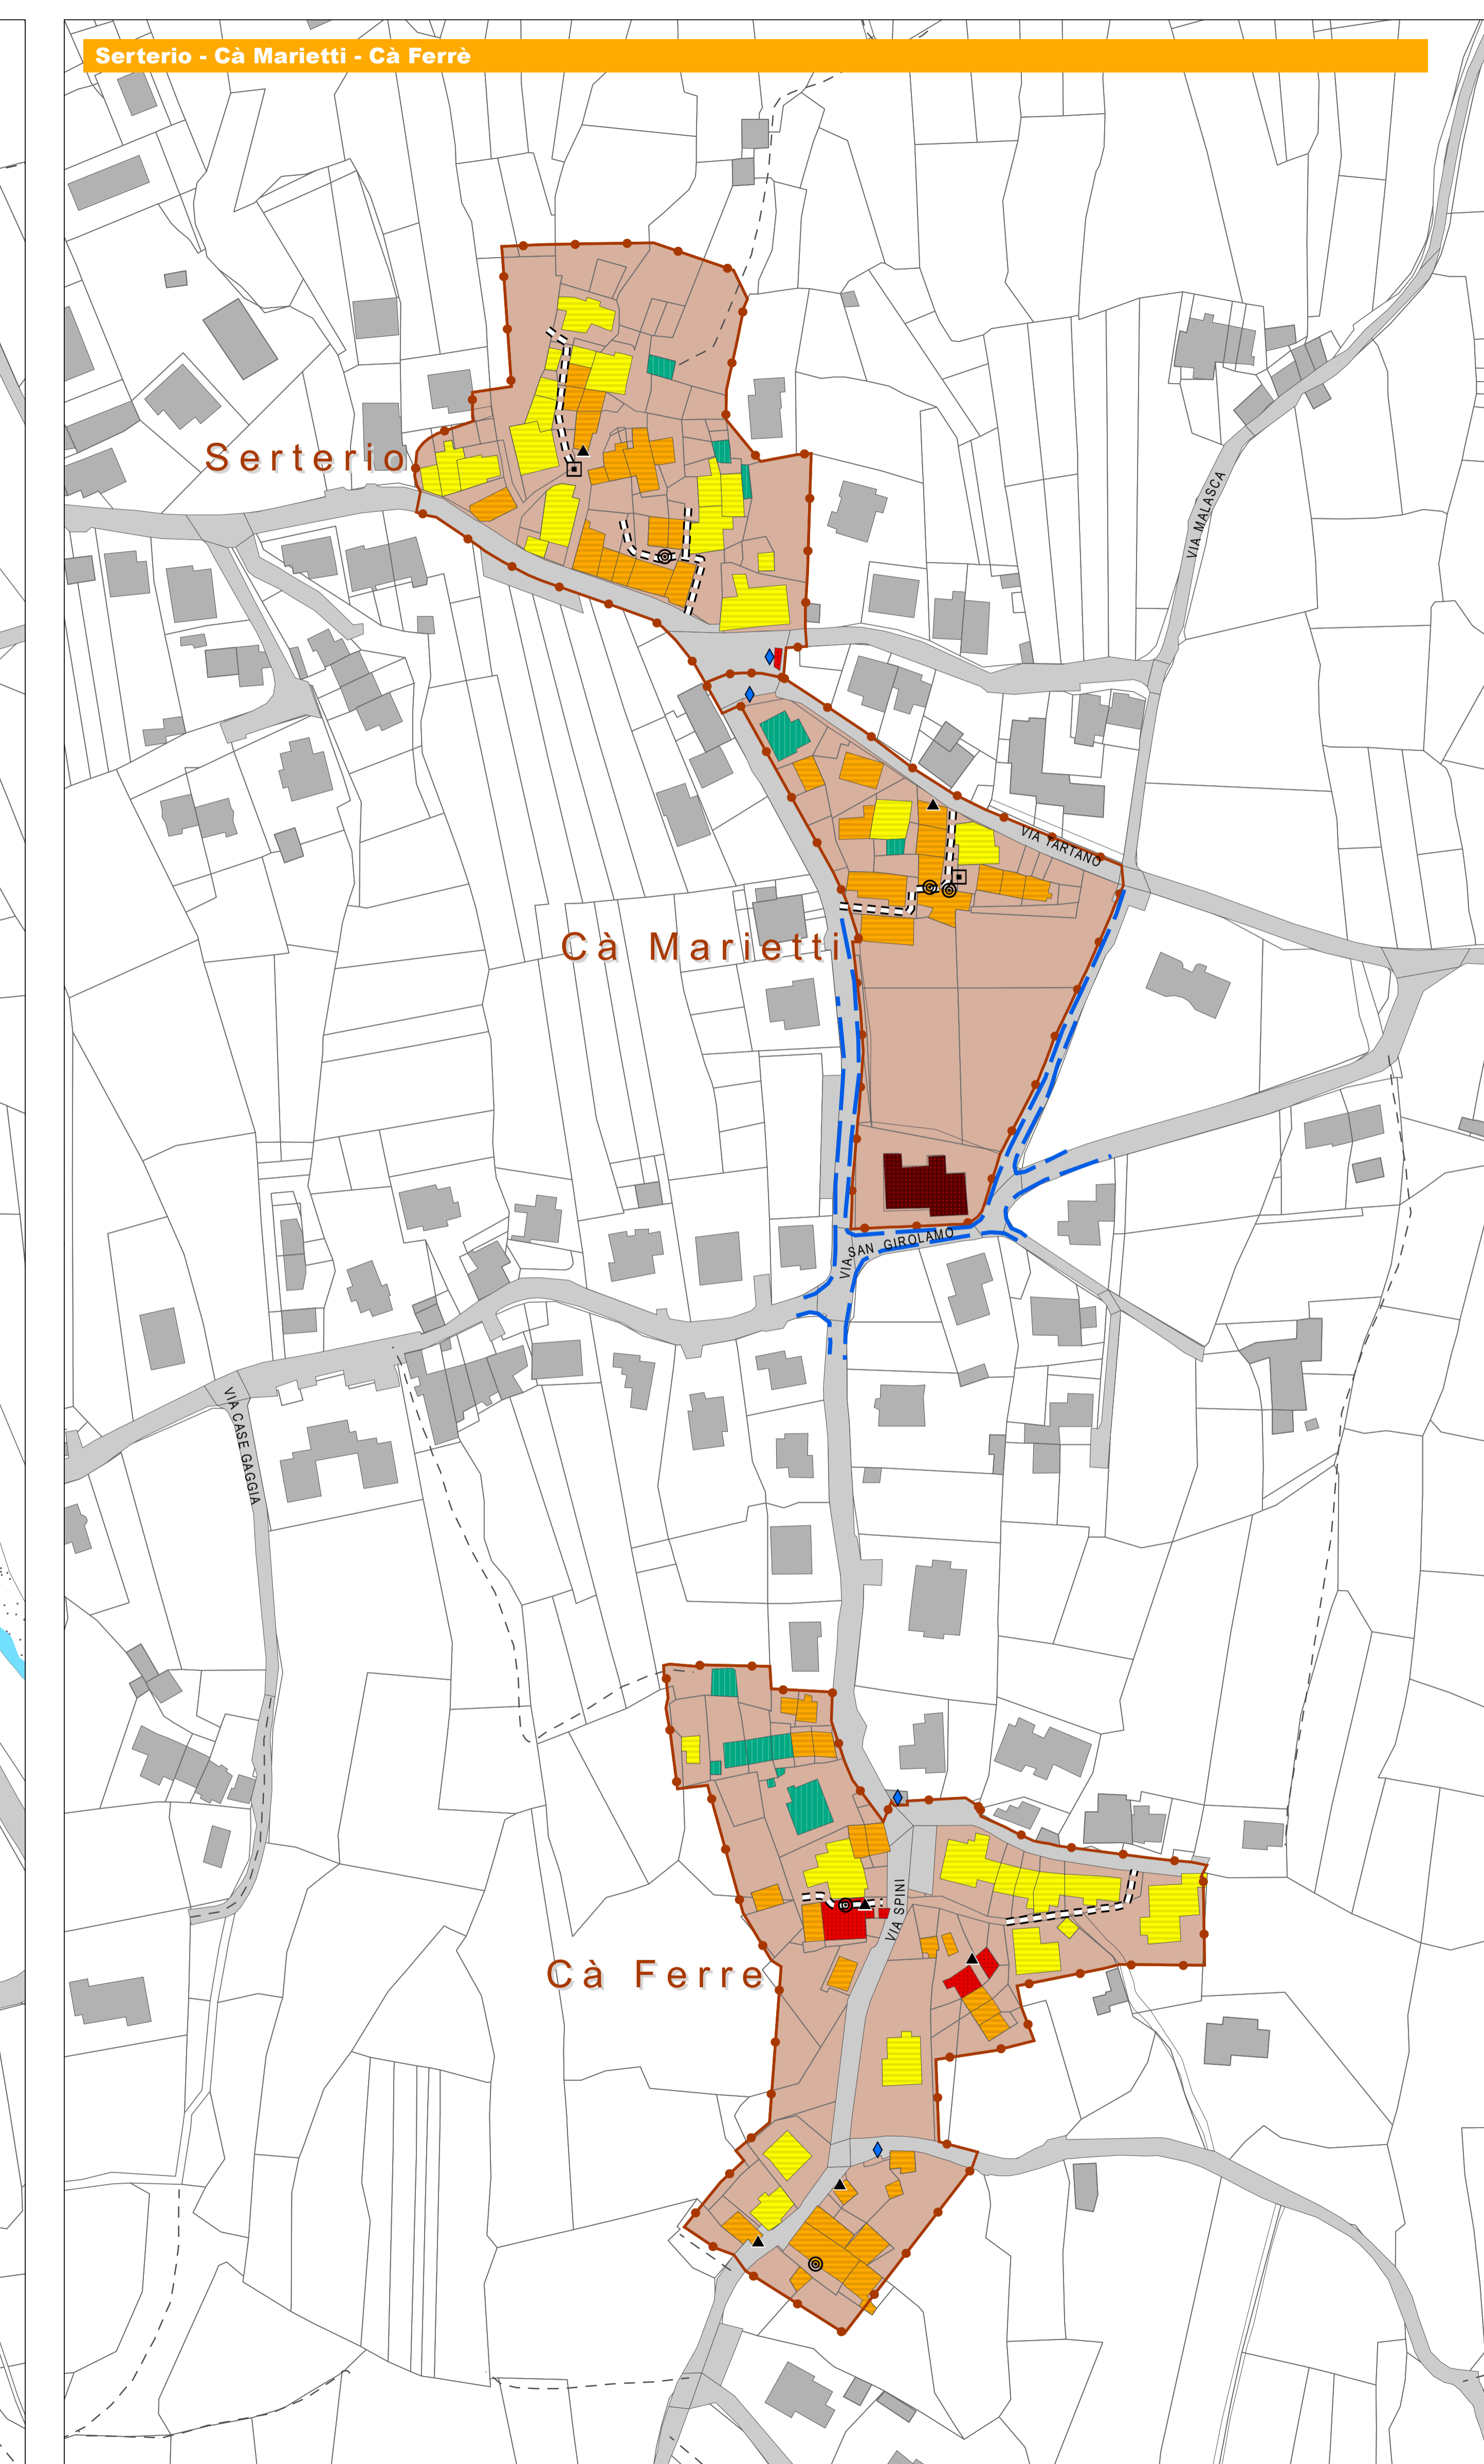 Serterio - Cà Marietti - Cà Ferrè
Serterio
VIA MALASCA
VIA TARTANO
Cà Marietti
VIA SAN GIROLAMO
VIA CASE GAGGIA
VIA SPINI
Cà Ferre